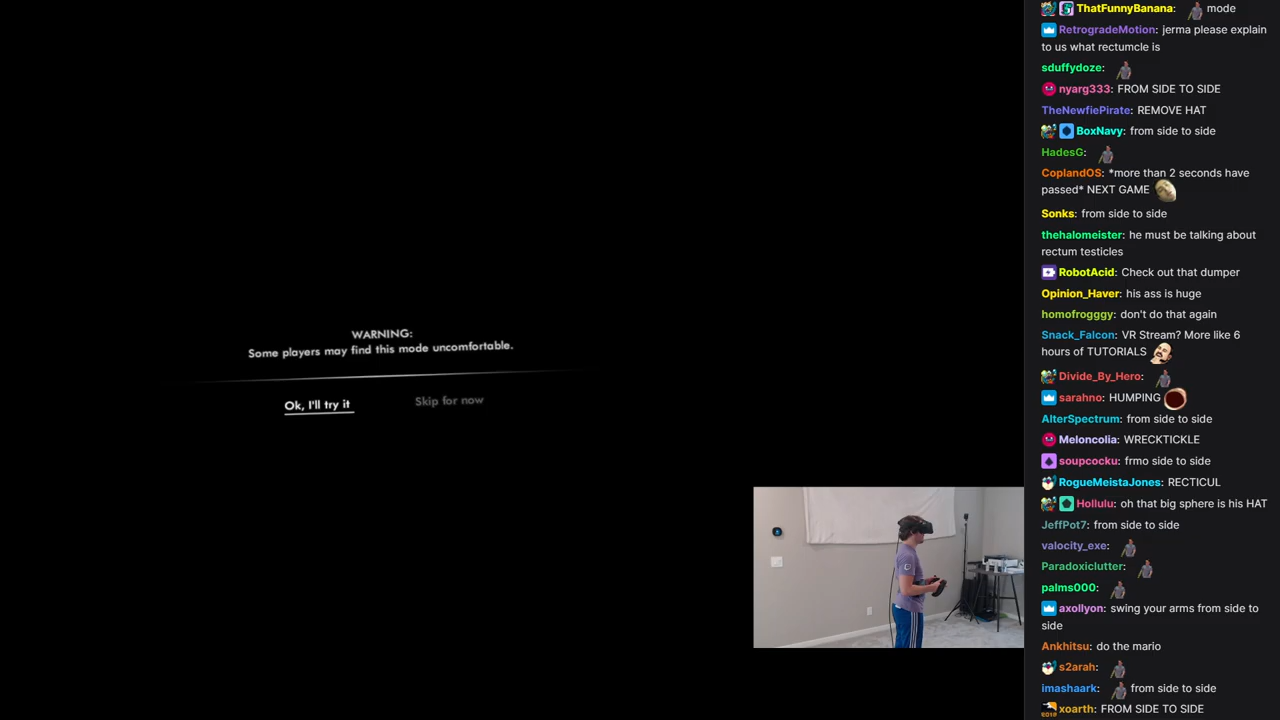 WARNING:
Some players may find this mode uncomfortable.
Ok, I'll try it
Skip for now
ThatFunnyBanana: mode
RetrogradeMotion: jerma please explain
to us what rectumcle is
sduffydoze:
nyarg333: FROM SIDE TO SIDE
TheNewfiePirate: REMOVE HAT
BoxNavy: from side to side
HadesG:
CoplandOS: *more than 2 seconds have
passed* NEXT GAME
Sonks: from side to side
thehalomeister: he must be talking about
rectum testicles
RobotAcid: Check out that dumper
Opinion_Haver: his ass is huge
homofrogggy: don't do that again
Snack_Falcon: VR Stream? More like 6
hours of TUTORIALS
Divide_By_Hero:
sarahno: HUMPING
AlterSpectrum: from side to side
Meloncolia: WRECKTICKLE
soupcocku: frmo side to side
RogueMeistaJones: RECTICUL
Hollulu: oh that big sphere is his HAT
JeffPot7: from side to side
valocity_exe:
Paradoxiclutter:
palms000:
axollyon: swing your arms from side to
side
Ankhitsu: do the mario
s2arah:
imashaark: from side to side
xoarth: FROM SIDE TO SIDE